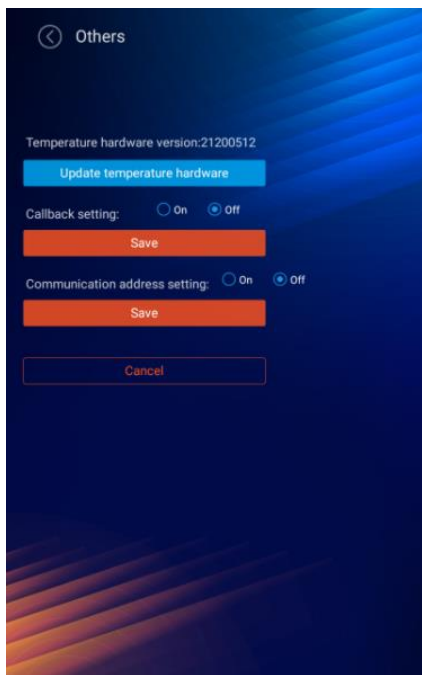 Others
Temperature hardware version:21200512
Update temperature hardware
Callback setting: On Off
Save
Communication address setting: On Off
Save
Cancel